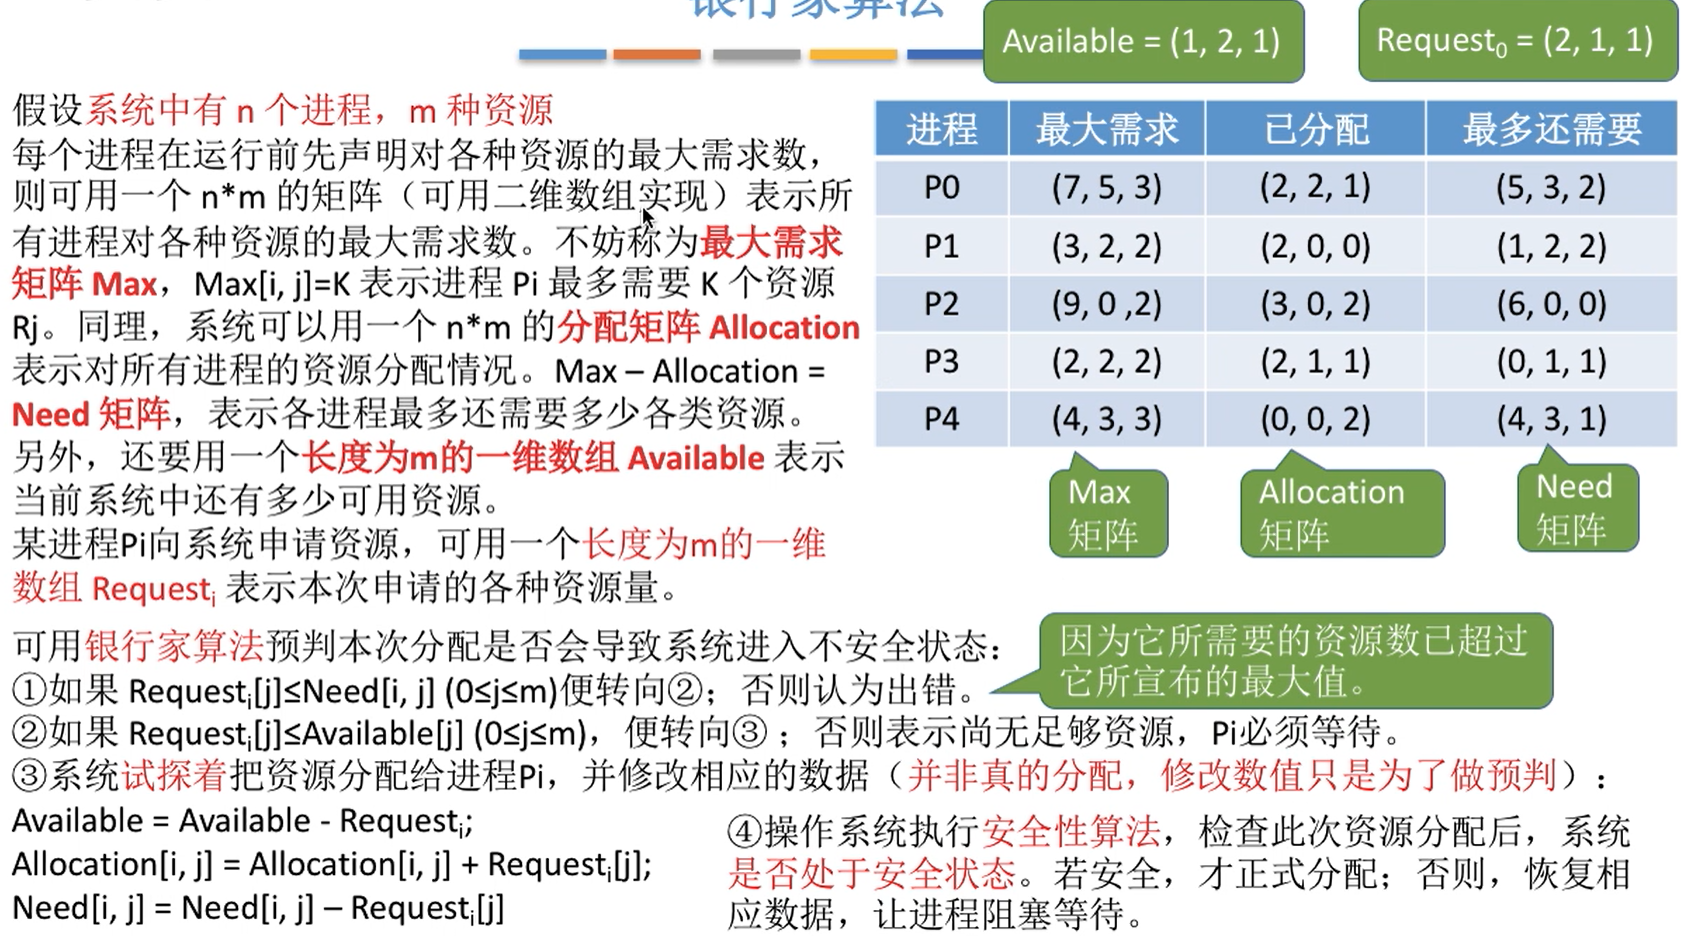 银行家算法
Available = (1, 2, 1)
Request0 = (2, 1, 1)
假设系统中有 n 个进程，m 种资源
每个进程在运行前先声明对各种资源的最大需求数，
则可用一个 n*m 的矩阵（可用二维数组实现）表示所
有进程对各种资源的最大需求数。不妨称为最大需求
矩阵 Max，Max[i, j]=K 表示进程 Pi 最多需要 K 个资源
Rj。同理，系统可以用一个 n*m 的分配矩阵 Allocation
表示对所有进程的资源分配情况。Max – Allocation =
Need 矩阵，表示各进程最多还需要多少各类资源。
另外，还要用一个长度为m的一维数组 Available 表示
当前系统中还有多少可用资源。
某进程Pi向系统申请资源，可用一个长度为m的一维
数组 Requesti 表示本次申请的各种资源量。
进程 最大需求 已分配 最多还需要
P0 (7, 5, 3) (2, 2, 1) (5, 3, 2)
P1 (3, 2, 2) (2, 0, 0) (1, 2, 2)
P2 (9, 0 ,2) (3, 0, 2) (6, 0, 0)
P3 (2, 2, 2) (2, 1, 1) (0, 1, 1)
P4 (4, 3, 3) (0, 0, 2) (4, 3, 1)
Max
矩阵
Allocation
矩阵
Need
矩阵
可用银行家算法预判本次分配是否会导致系统进入不安全状态：
①如果 Requesti[j]≤Need[i, j] (0≤j≤m)便转向②；否则认为出错。
因为它所需要的资源数已超过
它所宣布的最大值。
②如果 Requesti[j]≤Available[j] (0≤j≤m)，便转向③；否则表示尚无足够资源，Pi必须等待。
③系统试探着把资源分配给进程Pi，并修改相应的数据（并非真的分配，修改数值只是为了做预判）：
Available = Available - Requesti;
Allocation[i, j] = Allocation[i, j] + Requesti[j];
Need[i, j] = Need[i, j] – Requesti[j]
④操作系统执行安全性算法，检查此次资源分配后，系统
是否处于安全状态。若安全，才正式分配；否则，恢复相
应数据，让进程阻塞等待。